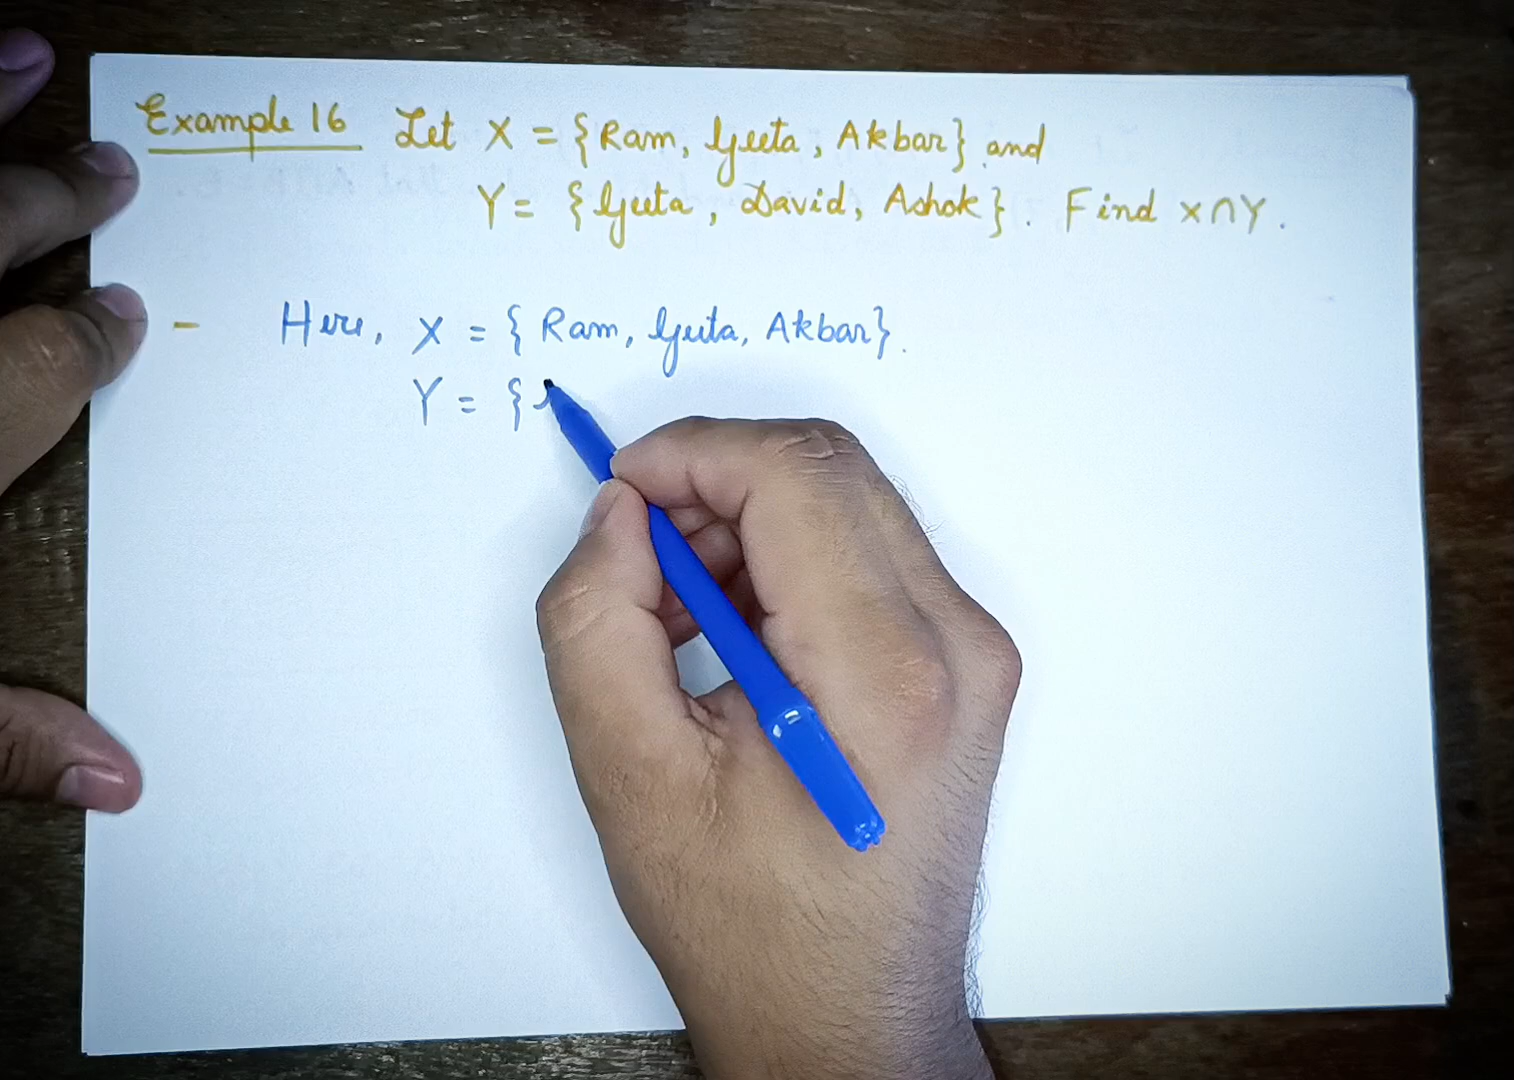 Example 16 Let X = {Ram, Geeta, Akbar} and
Y = {Geeta, David, Ashok}. Find X∩Y.
- Here, X = {Ram, Geeta, Akbar}.
Y = {